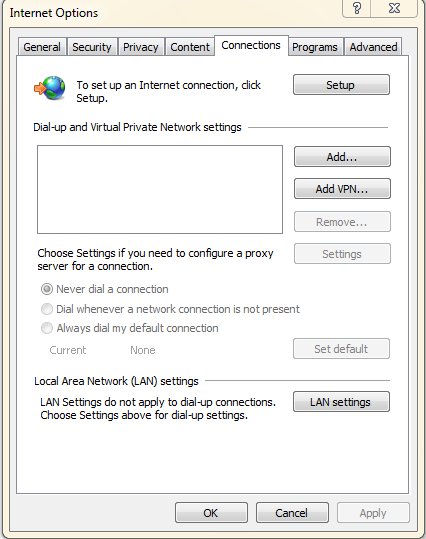 Internet Options
General Security Privacy Content Connections Programs Advanced
To set up an Internet connection, click
Setup.
Setup
Dial-up and Virtual Private Network settings
Add...
Add VPN...
Remove...
Choose Settings if you need to configure a proxy
server for a connection.
Settings
Never dial a connection
Dial whenever a network connection is not present
Always dial my default connection
Current None
Set default
Local Area Network (LAN) settings
LAN Settings do not apply to dial-up connections.
Choose Settings above for dial-up settings.
LAN settings
OK Cancel Apply